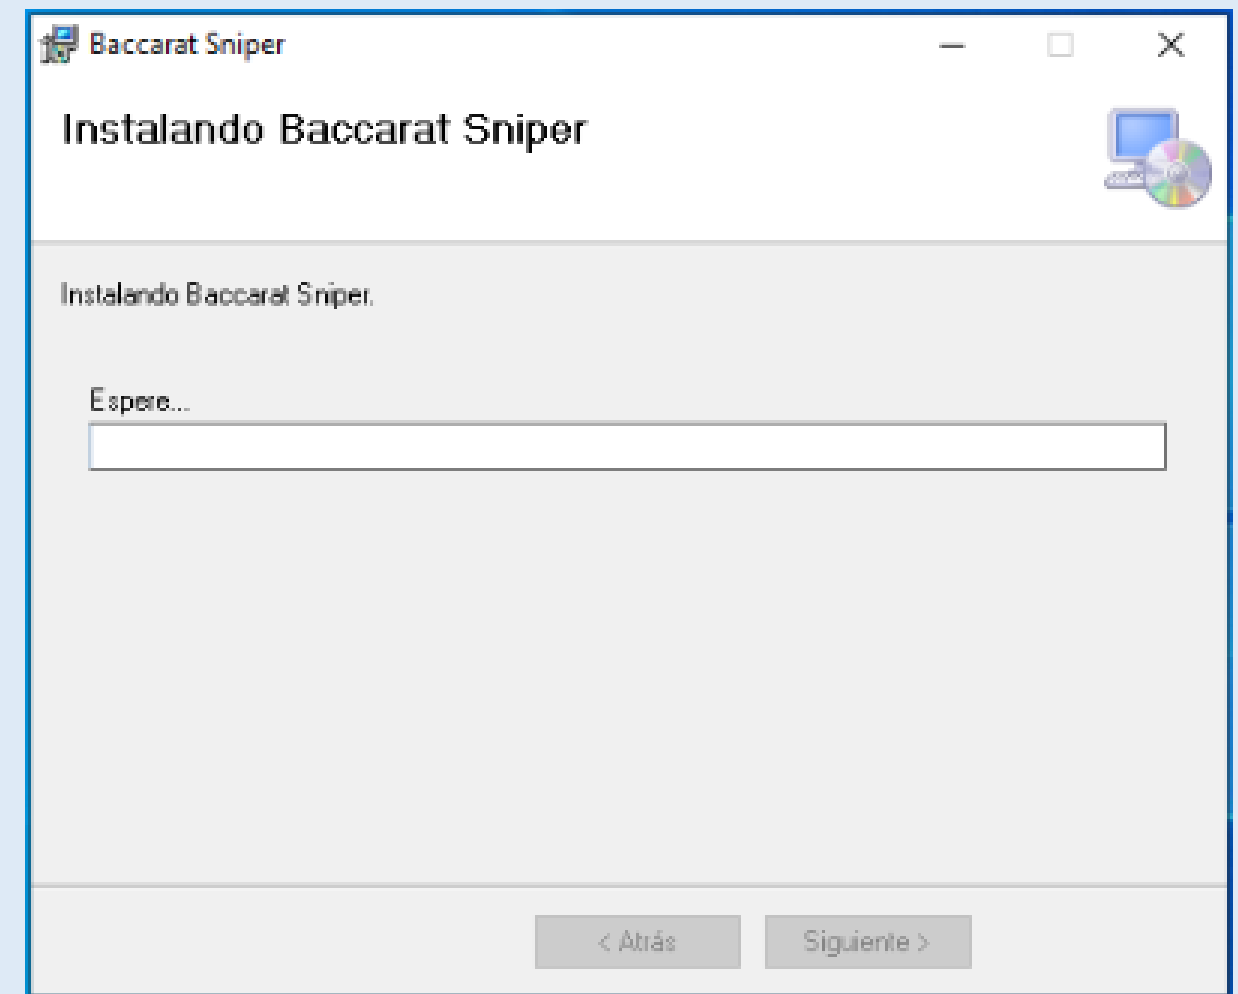 Baccarat Sniper
Instalando Baccarat Sniper
Instalando Baccarat Sniper.
Espere...
< Atrás
Siguiente >